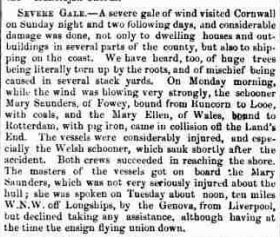 SEVERE GALE.—A severe gale of wind visited Cornwall
on Sunday night and two following days, and considerable
damage was done, not only to dwelling houses and out-
buildings in several parts of the county, but also to ship-
ping on the coast. We have heard, too, of huge trees
being literally torn up by the roots, and of mischief being
caused in several stack yards. On Monday morning,
while the wind was blowing very strongly, the schooner
Mary Saunders, of Fowey, bound from Runcorn to Looe,
with coals, and the Mary Ellen, of Wales, bound to
Rotterdam, with pig iron, came in collision off the Land's
End. The vessels were considerably injured, and espe-
cially the Welsh schooner, which sunk shortly after the
accident. Both crews succeeded in reaching the shore.
The masters of the vessels got on board the Mary
Saunders, which was not very seriously injured about the
hull; she was spoken on Tuesday about noon, ten miles
W.N.W. off Longships, by the Genova, from Liverpool,
but declined taking any assistance, although having at
the time the ensign flying union down.